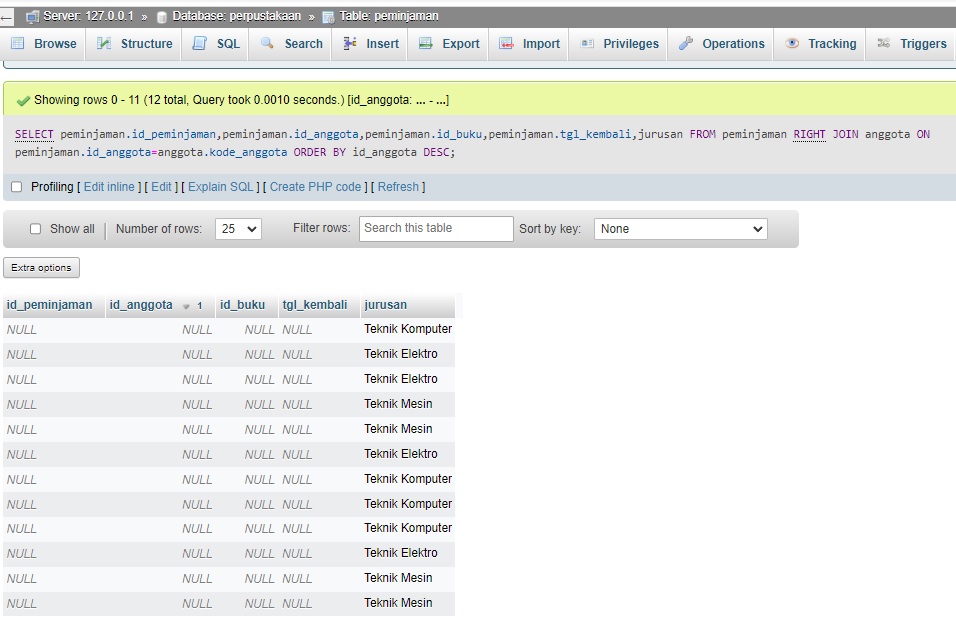 Server: 127.0.0.1 » Database: perpustakaan » Table: peminjaman
Browse Structure SQL Search Insert Export Import Privileges Operations Tracking Triggers
Showing rows 0 - 11 (12 total, Query took 0.0010 seconds.) [id_anggota: ... - ...]
SELECT peminjaman.id_peminjaman,peminjaman.id_anggota,peminjaman.id_buku,peminjaman.tgl_kembali,jurusan FROM peminjaman RIGHT JOIN anggota ON
peminjaman.id_anggota=anggota.kode_anggota ORDER BY id_anggota DESC;
Profiling [ Edit inline ] [ Edit ] [ Explain SQL ] [ Create PHP code ] [ Refresh ]
Show all Number of rows: 25 Filter rows: Search this table Sort by key: None
Extra options
id_peminjaman id_anggota 1 id_buku tgl_kembali jurusan
NULL NULL NULL NULL Teknik Komputer
NULL NULL NULL NULL Teknik Elektro
NULL NULL NULL NULL Teknik Elektro
NULL NULL NULL NULL Teknik Mesin
NULL NULL NULL NULL Teknik Mesin
NULL NULL NULL NULL Teknik Elektro
NULL NULL NULL NULL Teknik Komputer
NULL NULL NULL NULL Teknik Komputer
NULL NULL NULL NULL Teknik Komputer
NULL NULL NULL NULL Teknik Elektro
NULL NULL NULL NULL Teknik Mesin
NULL NULL NULL NULL Teknik Mesin